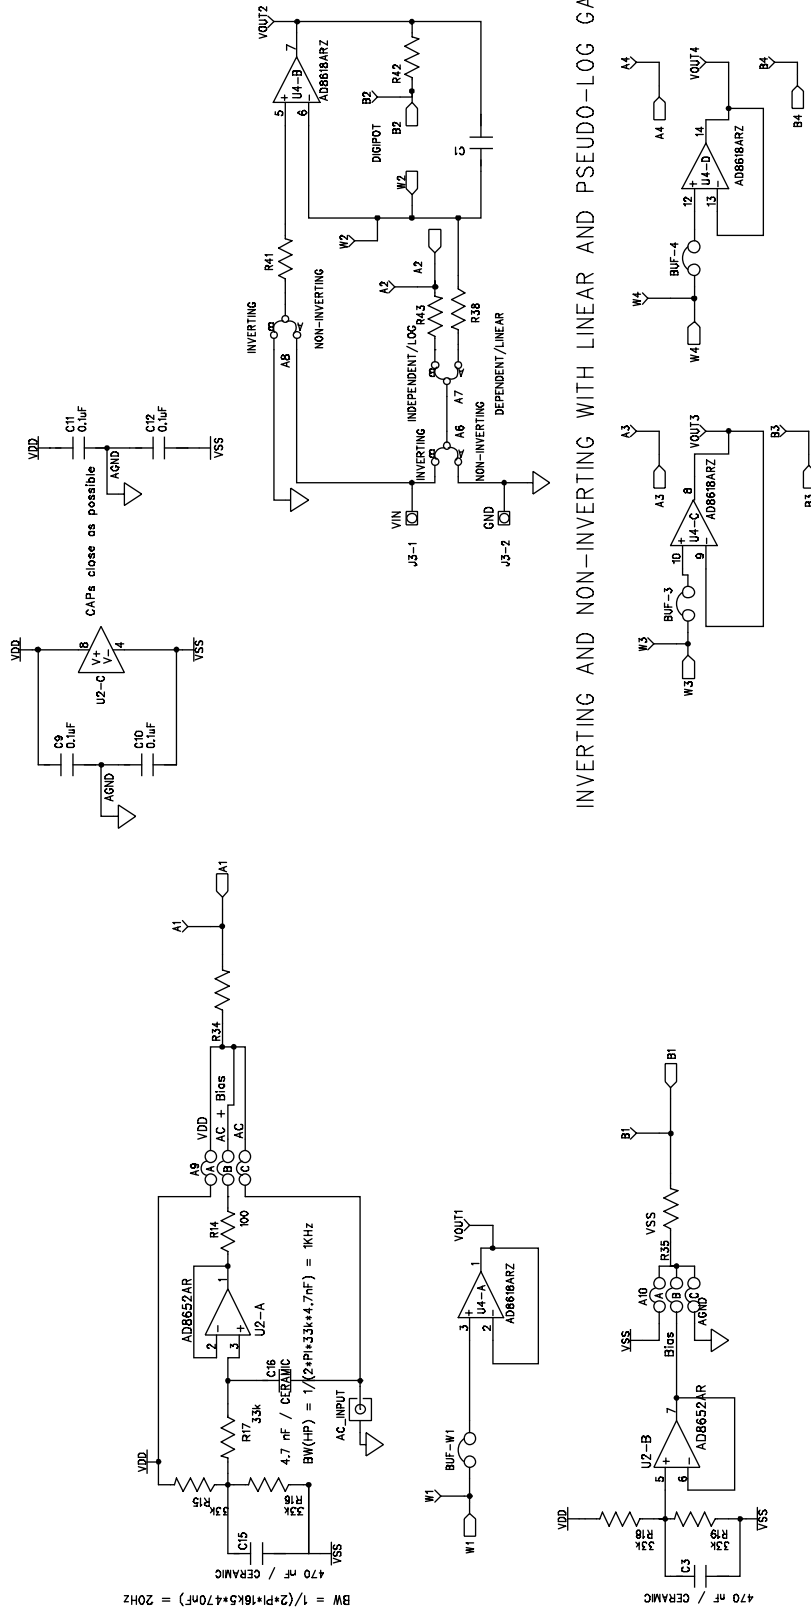 VDD
C9
0.1uF
AGND
C10
0.1uF
8
V+
V-
4
U2-C
VSS
CAPs close as possible
VDD
C11
0.1uF
AGND
C12
0.1uF
VSS
BW = 1/(2*PI*16k5*470nF) = 20Hz
470 nF / CERAMIC
C15
VSS
VDD
R15
33k
R16
33k
R17
33k
C16
4.7 nF / CERAMIC
BW(HP) = 1/(2*PI*33k*4.7nF) = 1KHz
AC_INPUT
AD8652AR
2
3
1
-
+
U2-A
R14
100
A9
A
B
C
VDD
AC + Bias
AC
R34
A1
A1
W1
W1
BUF-W1
3
2
+
-
1
U4-A
AD8618ARZ
VOUT1
470 nF / CERAMIC
C3
VDD
R18
33k
R19
33k
VSS
5
6
+
-
7
U2-B
AD8652AR
VSS
Bias
A10
A
B
C
AGND
R35
VSS
B1
B1
VIN
J3-1
GND
J3-2
INVERTING
A8
B
A
NON-INVERTING
R41
INVERTING
A6
B
A
NON-INVERTING
INDEPENDENT/LOG
A7
B
A
DEPENDENT/LINEAR
R43
R38
A2
A2
W2
W2
DIGIPOT
B2
B2
R42
C1
5
6
+
-
7
U4-B
AD8618ARZ
VOUT2
INVERTING AND NON-INVERTING WITH LINEAR AND PSEUDO-LOG GA
W3
W3
BUF-3
10
9
+
-
8
U4-C
AD8618ARZ
VOUT3
A3
A3
B3
B3
W4
W4
BUF-4
12
13
+
-
14
U4-D
AD8618ARZ
VOUT4
A4
A4
B4
B4